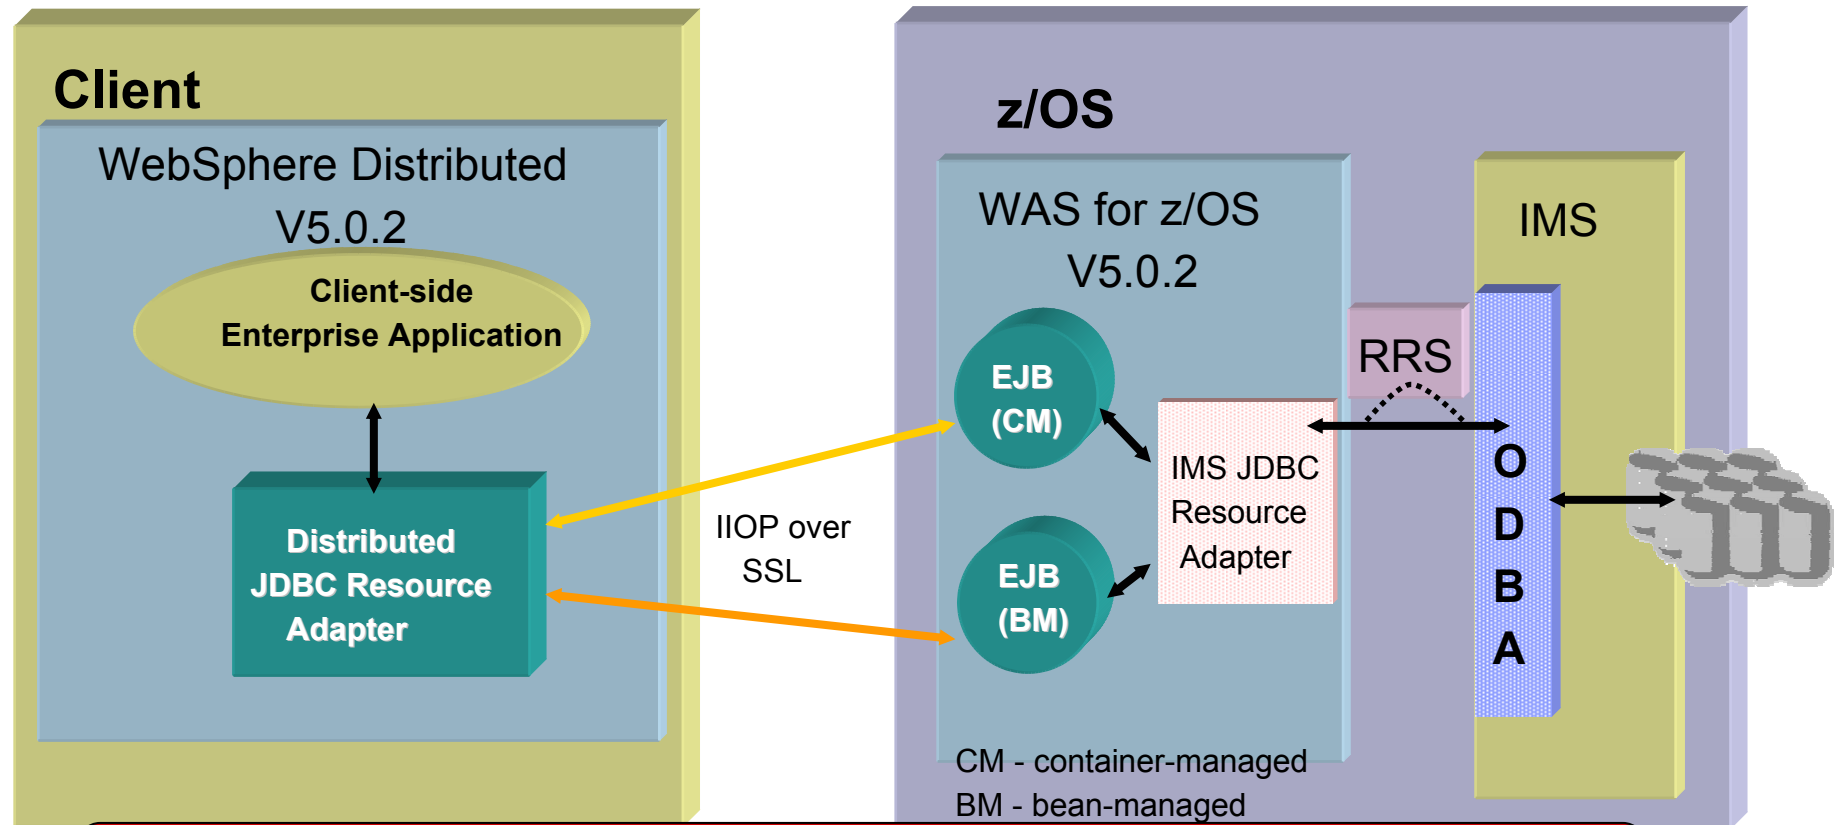 Client
WebSphere Distributed
V5.0.2
Client-side
Enterprise Application
Distributed
JDBC Resource
Adapter
IIOP over
SSL
z/OS
WAS for z/OS
V5.0.2
EJB
(CM)
EJB
(BM)
IMS JDBC
Resource
Adapter
RRS
IMS
O
D
B
A
CM - container-managed
BM - bean-managed